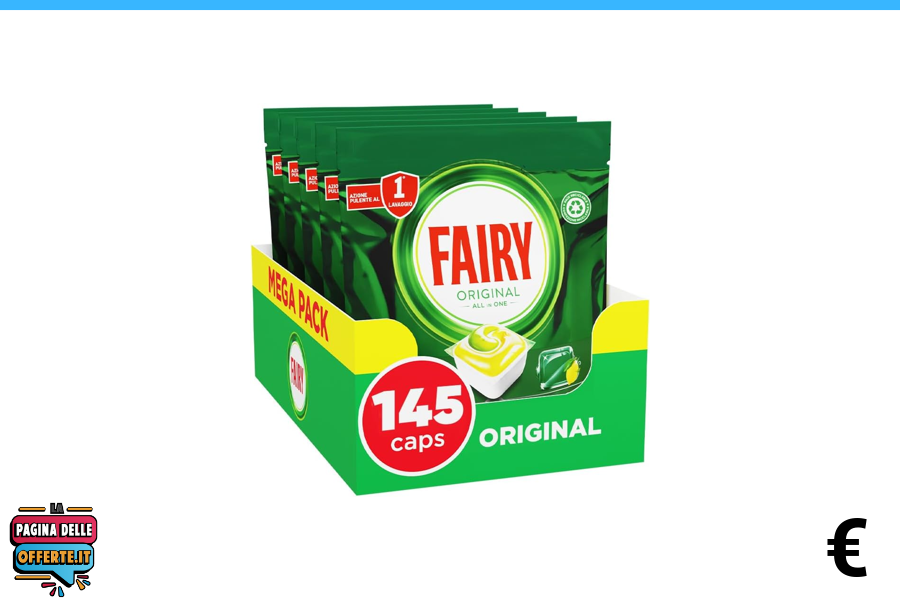 AZIONE
PULENTE AL
1°
LAVAGGIO
FAIRY
ORIGINAL
ALL in ONE
MEGA PACK
FAIRY
145
caps
ORIGINAL
LA
PAGINA DELLE
OFFERTE.IT
€